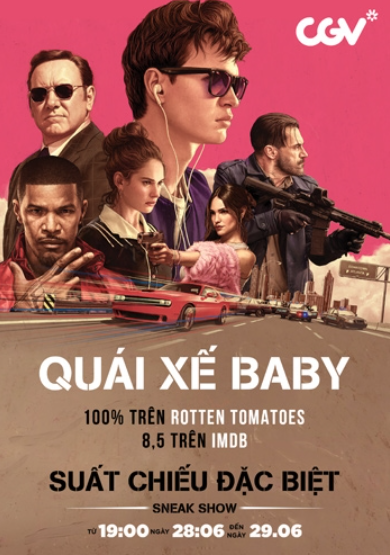 CGV*
QUÁI XẾ BABY
100% TRÊN ROTTEN TOMATOES
8,5 TRÊN IMDB
SUẤT CHIẾU ĐẶC BIỆT
SNEAK SHOW
TỪ 19:00 NGÀY 28:06 ĐẾN NGÀY 29.06